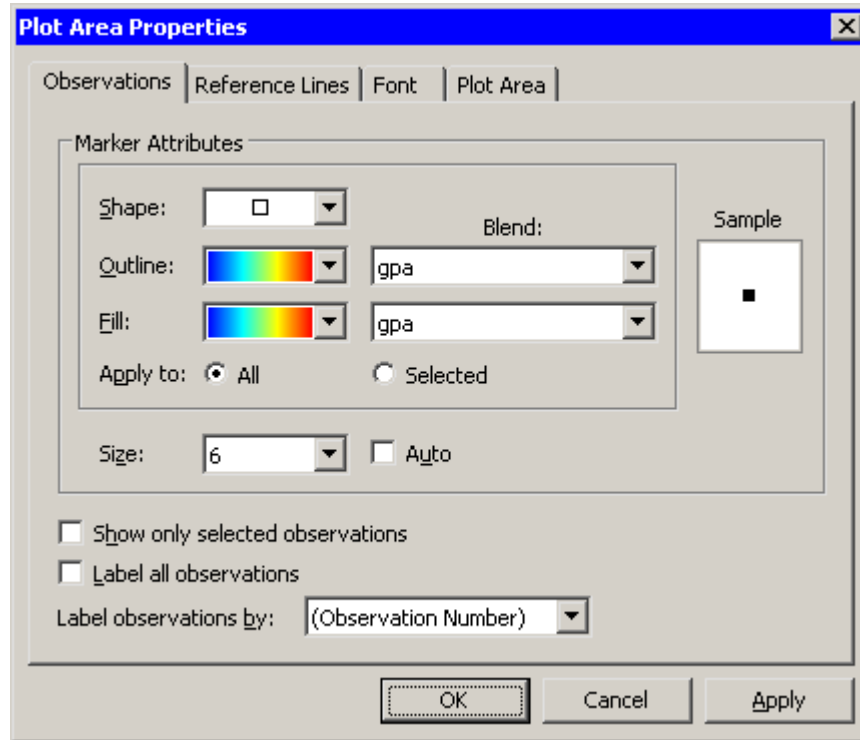 Plot Area Properties
Observations Reference Lines Font Plot Area
Marker Attributes
Shape:
Blend:
Sample
Outline: gpa
Fill: gpa
Apply to: All Selected
Size: 6 Auto
Show only selected observations
Label all observations
Label observations by: (Observation Number)
OK Cancel Apply